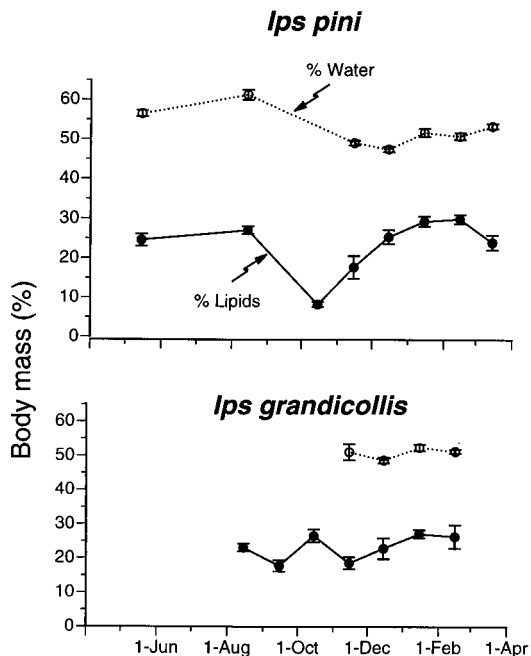 Ips pini
% Water
60
50
40
30
20
10
0
% Lipids
Body mass (%)
Ips grandicollis
60
50
40
30
20
10
0
1-Jun 1-Aug 1-Oct 1-Dec 1-Feb 1-Apr